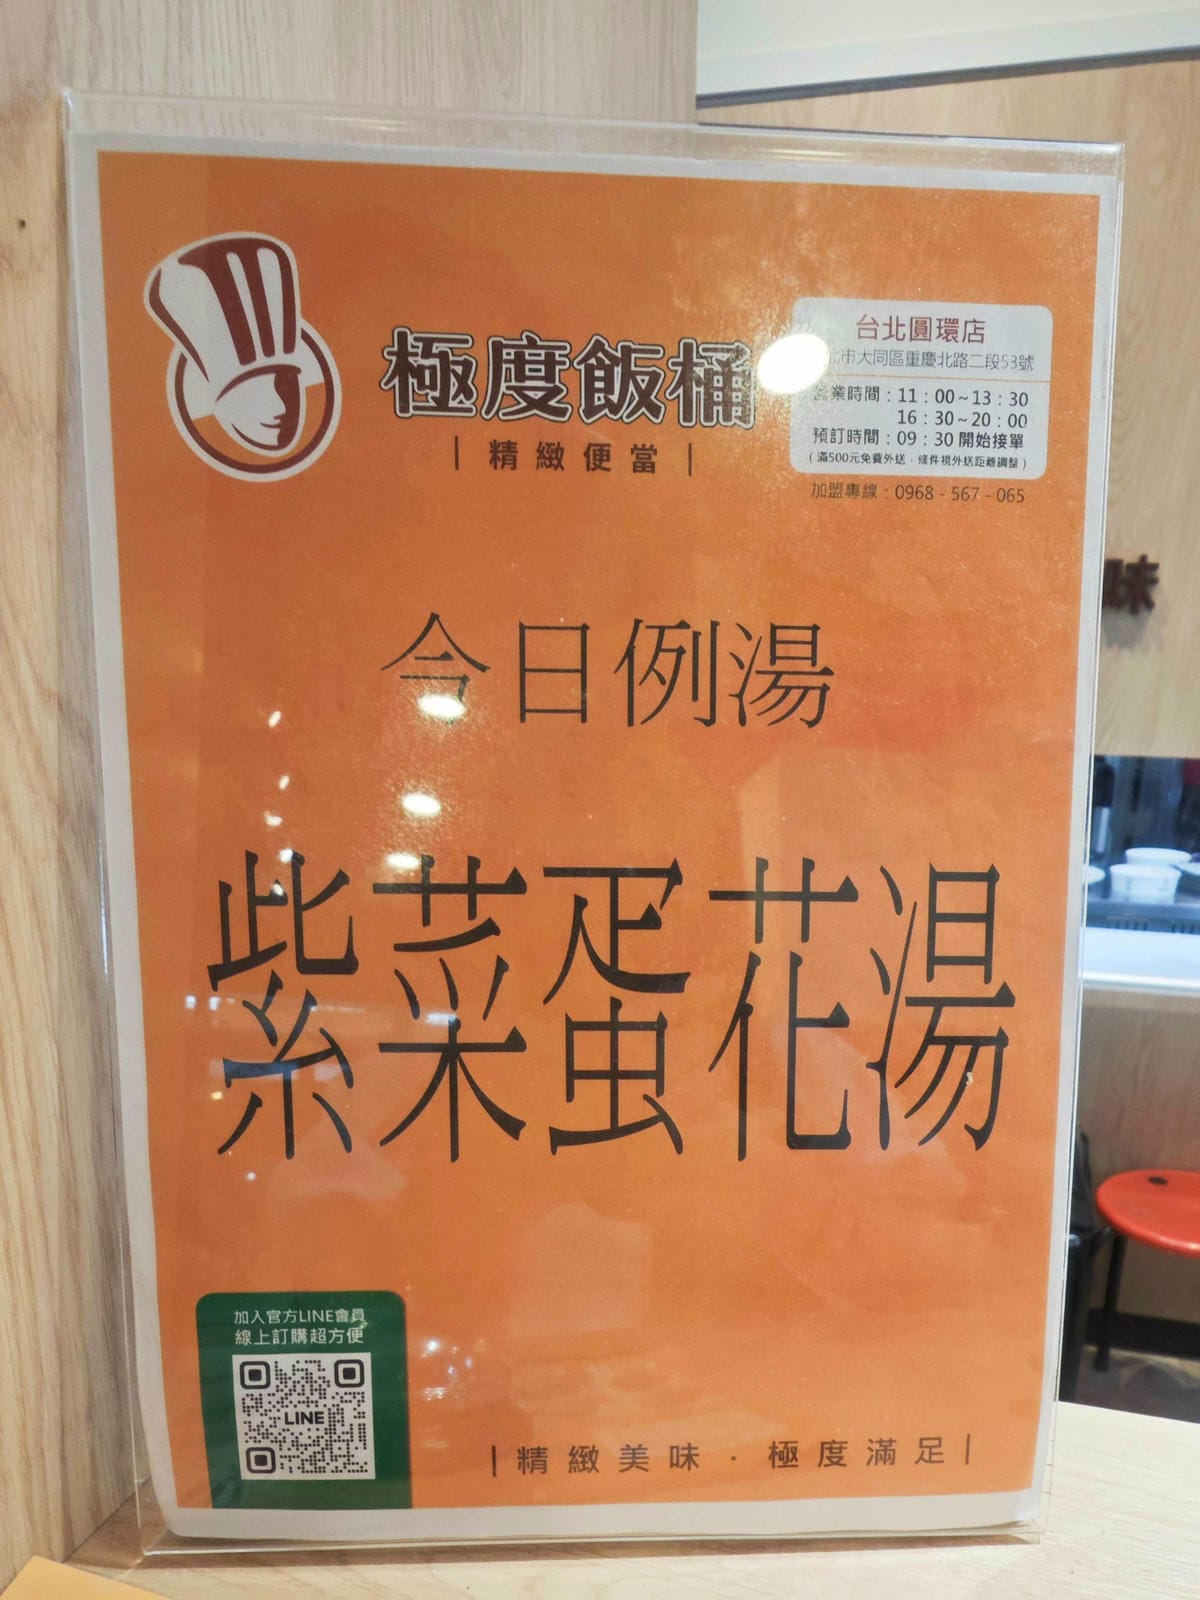 極度飯桶
|精緻便當|
台北圓環店
北市大同區重慶北路二段53號
營業時間：11：00~13：30
16：30~20：00
預訂時間：09：30開始接單
(滿500元免費外送．條件視外送距離調整)
加盟專線：0968-567-065
味
今日例湯
紫菜蛋花湯
加入官方LINE會員
線上訂購超方便
LINE
|精緻美味．極度滿足|